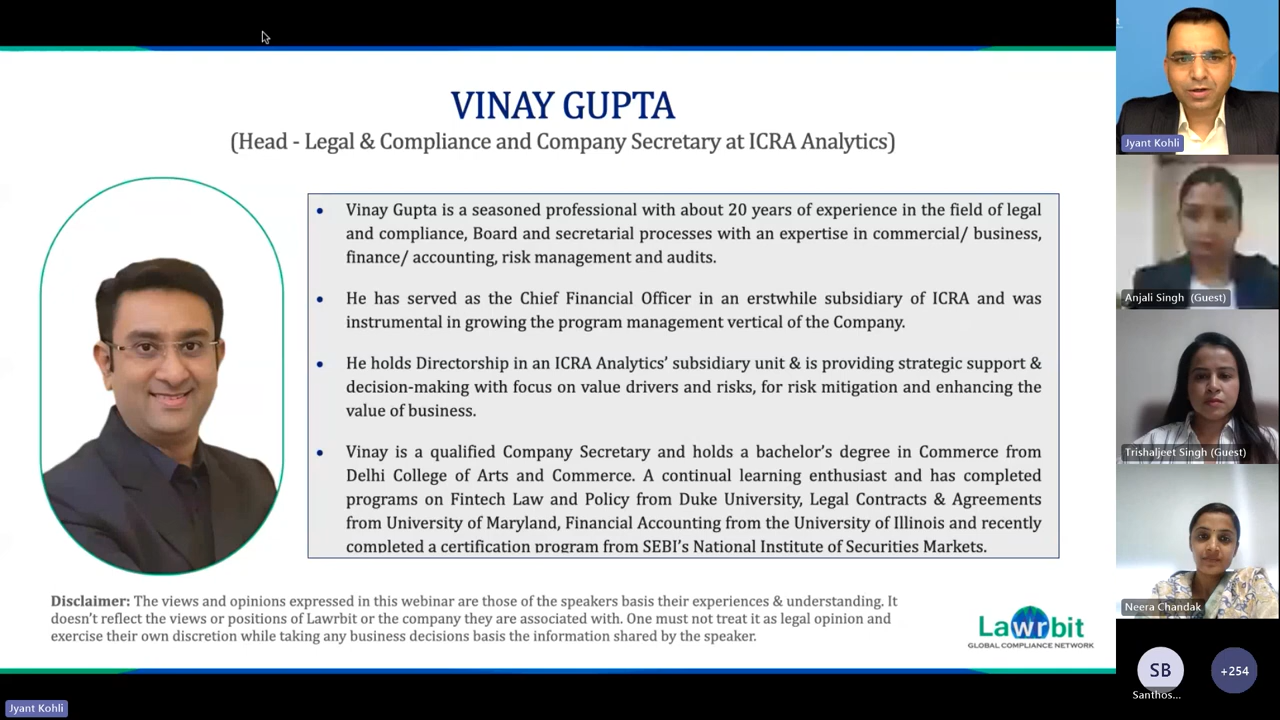 VINAY GUPTA
(Head - Legal & Compliance and Company Secretary at ICRA Analytics)
• Vinay Gupta is a seasoned professional with about 20 years of experience in the field of legal
and compliance, Board and secretarial processes with an expertise in commercial/ business,
finance/ accounting, risk management and audits.
• He has served as the Chief Financial Officer in an erstwhile subsidiary of ICRA and was
instrumental in growing the program management vertical of the Company.
• He holds Directorship in an ICRA Analytics’ subsidiary unit & is providing strategic support &
decision-making with focus on value drivers and risks, for risk mitigation and enhancing the
value of business.
• Vinay is a qualified Company Secretary and holds a bachelor’s degree in Commerce from
Delhi College of Arts and Commerce. A continual learning enthusiast and has completed
programs on Fintech Law and Policy from Duke University, Legal Contracts & Agreements
from University of Maryland, Financial Accounting from the University of Illinois and recently
completed a certification program from SEBI’s National Institute of Securities Markets.
Disclaimer: The views and opinions expressed in this webinar are those of the speakers basis their experiences & understanding. It
doesn’t reflect the views or positions of Lawrbit or the company they are associated with. One must not treat it as legal opinion and
exercise their own discretion while taking any business decisions basis the information shared by the speaker.
Lawrbit
GLOBAL COMPLIANCE NETWORK
Jyant Kohli
Jyant Kohli
Anjali Singh (Guest)
Trishaljeet Singh (Guest)
Neera Chandak
SB
Santhos...
+254